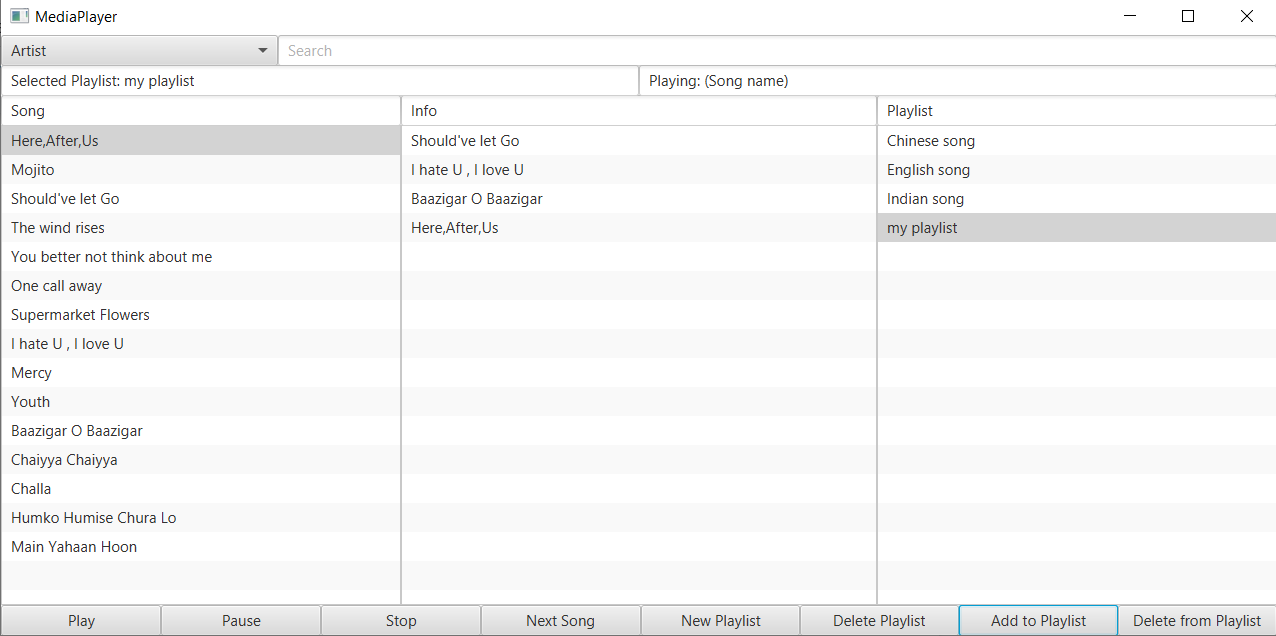 MediaPlayer
Artist Search
Selected Playlist: my playlist Playing: (Song name)
Song Info Playlist
Here,After,Us Should've let Go Chinese song
Mojito I hate U , I love U English song
Should've let Go Baazigar O Baazigar Indian song
The wind rises Here,After,Us my playlist
You better not think about me
One call away
Supermarket Flowers
I hate U , I love U
Mercy
Youth
Baazigar O Baazigar
Chaiyya Chaiyya
Challa
Humko Humise Chura Lo
Main Yahaan Hoon
Play Pause Stop Next Song New Playlist Delete Playlist Add to Playlist Delete from Playlist